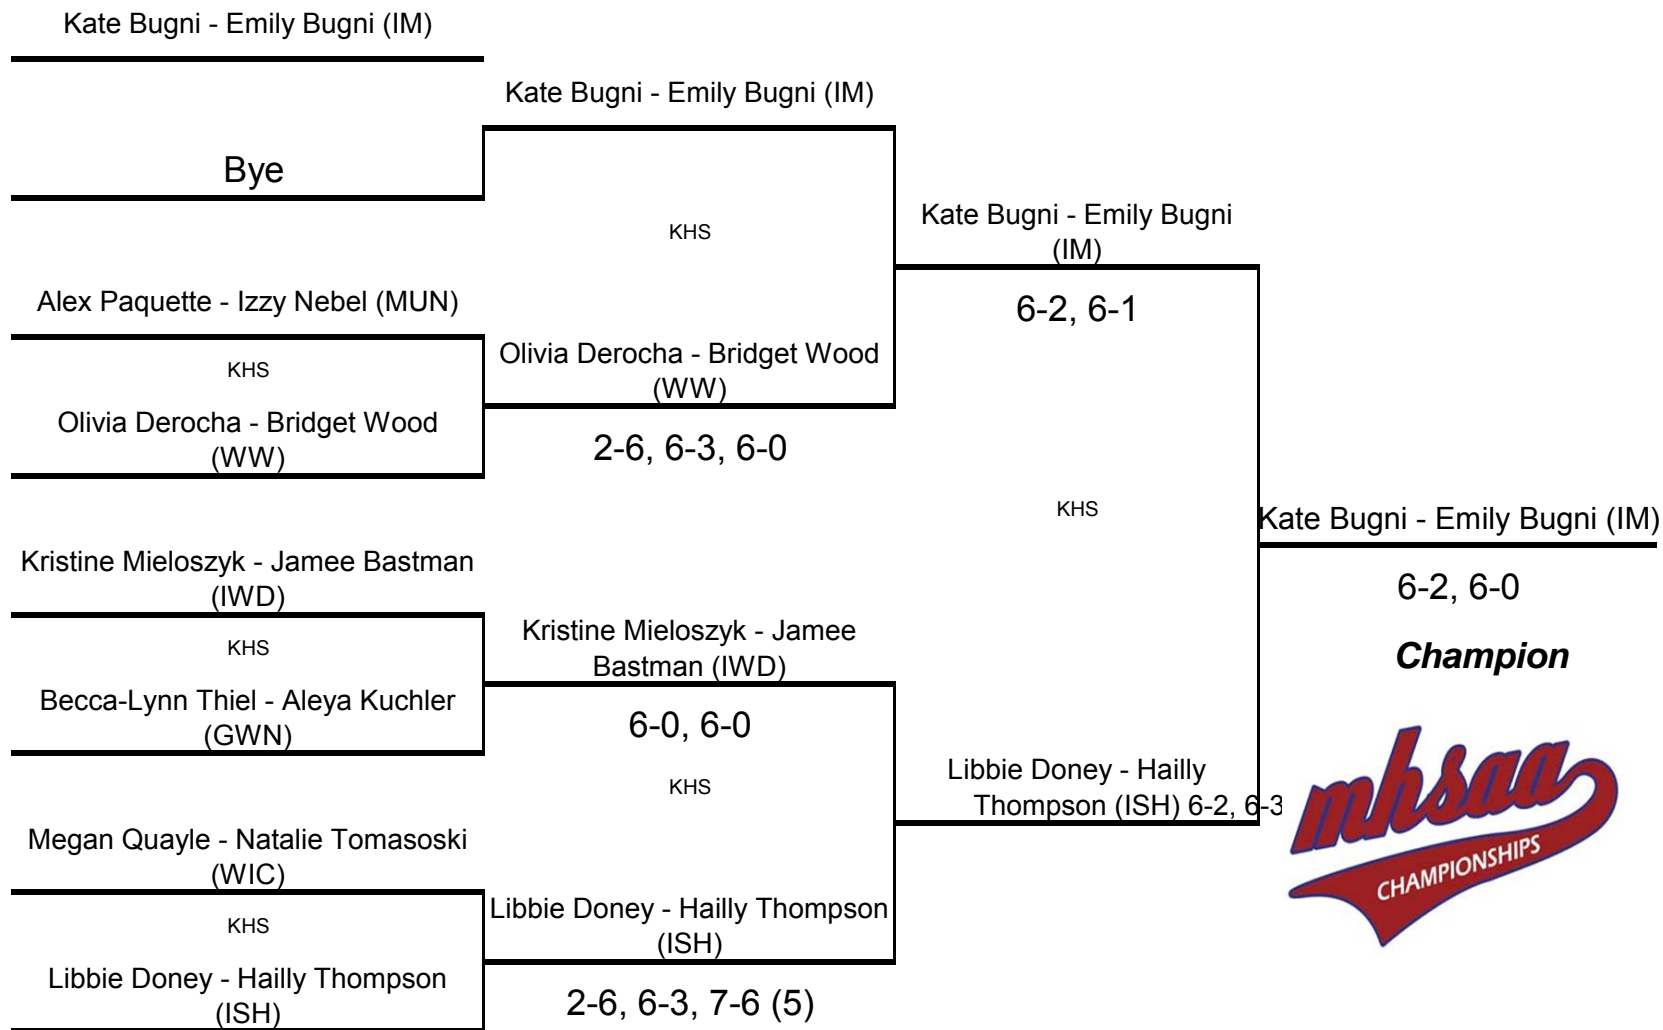 Kate Bugni - Emily Bugni (IM)
Bye
Alex Paquette - Izzy Nebel (MUN)
KHS
Olivia Derocha - Bridget Wood
(WW)
Kristine Mieloszyk - Jamee Bastman
(IWD)
KHS
Becca-Lynn Thiel - Aleya Kuchler
(GWN)
Megan Quayle - Natalie Tomasoski
(WIC)
KHS
Libbie Doney - Hailly Thompson
(ISH)
Kate Bugni - Emily Bugni (IM)
KHS
Olivia Derocha - Bridget Wood
(WW)
2-6, 6-3, 6-0
Kristine Mieloszyk - Jamee
Bastman (IWD)
6-0, 6-0
KHS
Libbie Doney - Hailly Thompson
(ISH)
2-6, 6-3, 7-6 (5)
Kate Bugni - Emily Bugni
(IM)
6-2, 6-1
KHS
Libbie Doney - Hailly
Thompson (ISH) 6-2, 6-3
Kate Bugni - Emily Bugni (IM)
6-2, 6-0
Champion
mhsaa
CHAMPIONSHIPS